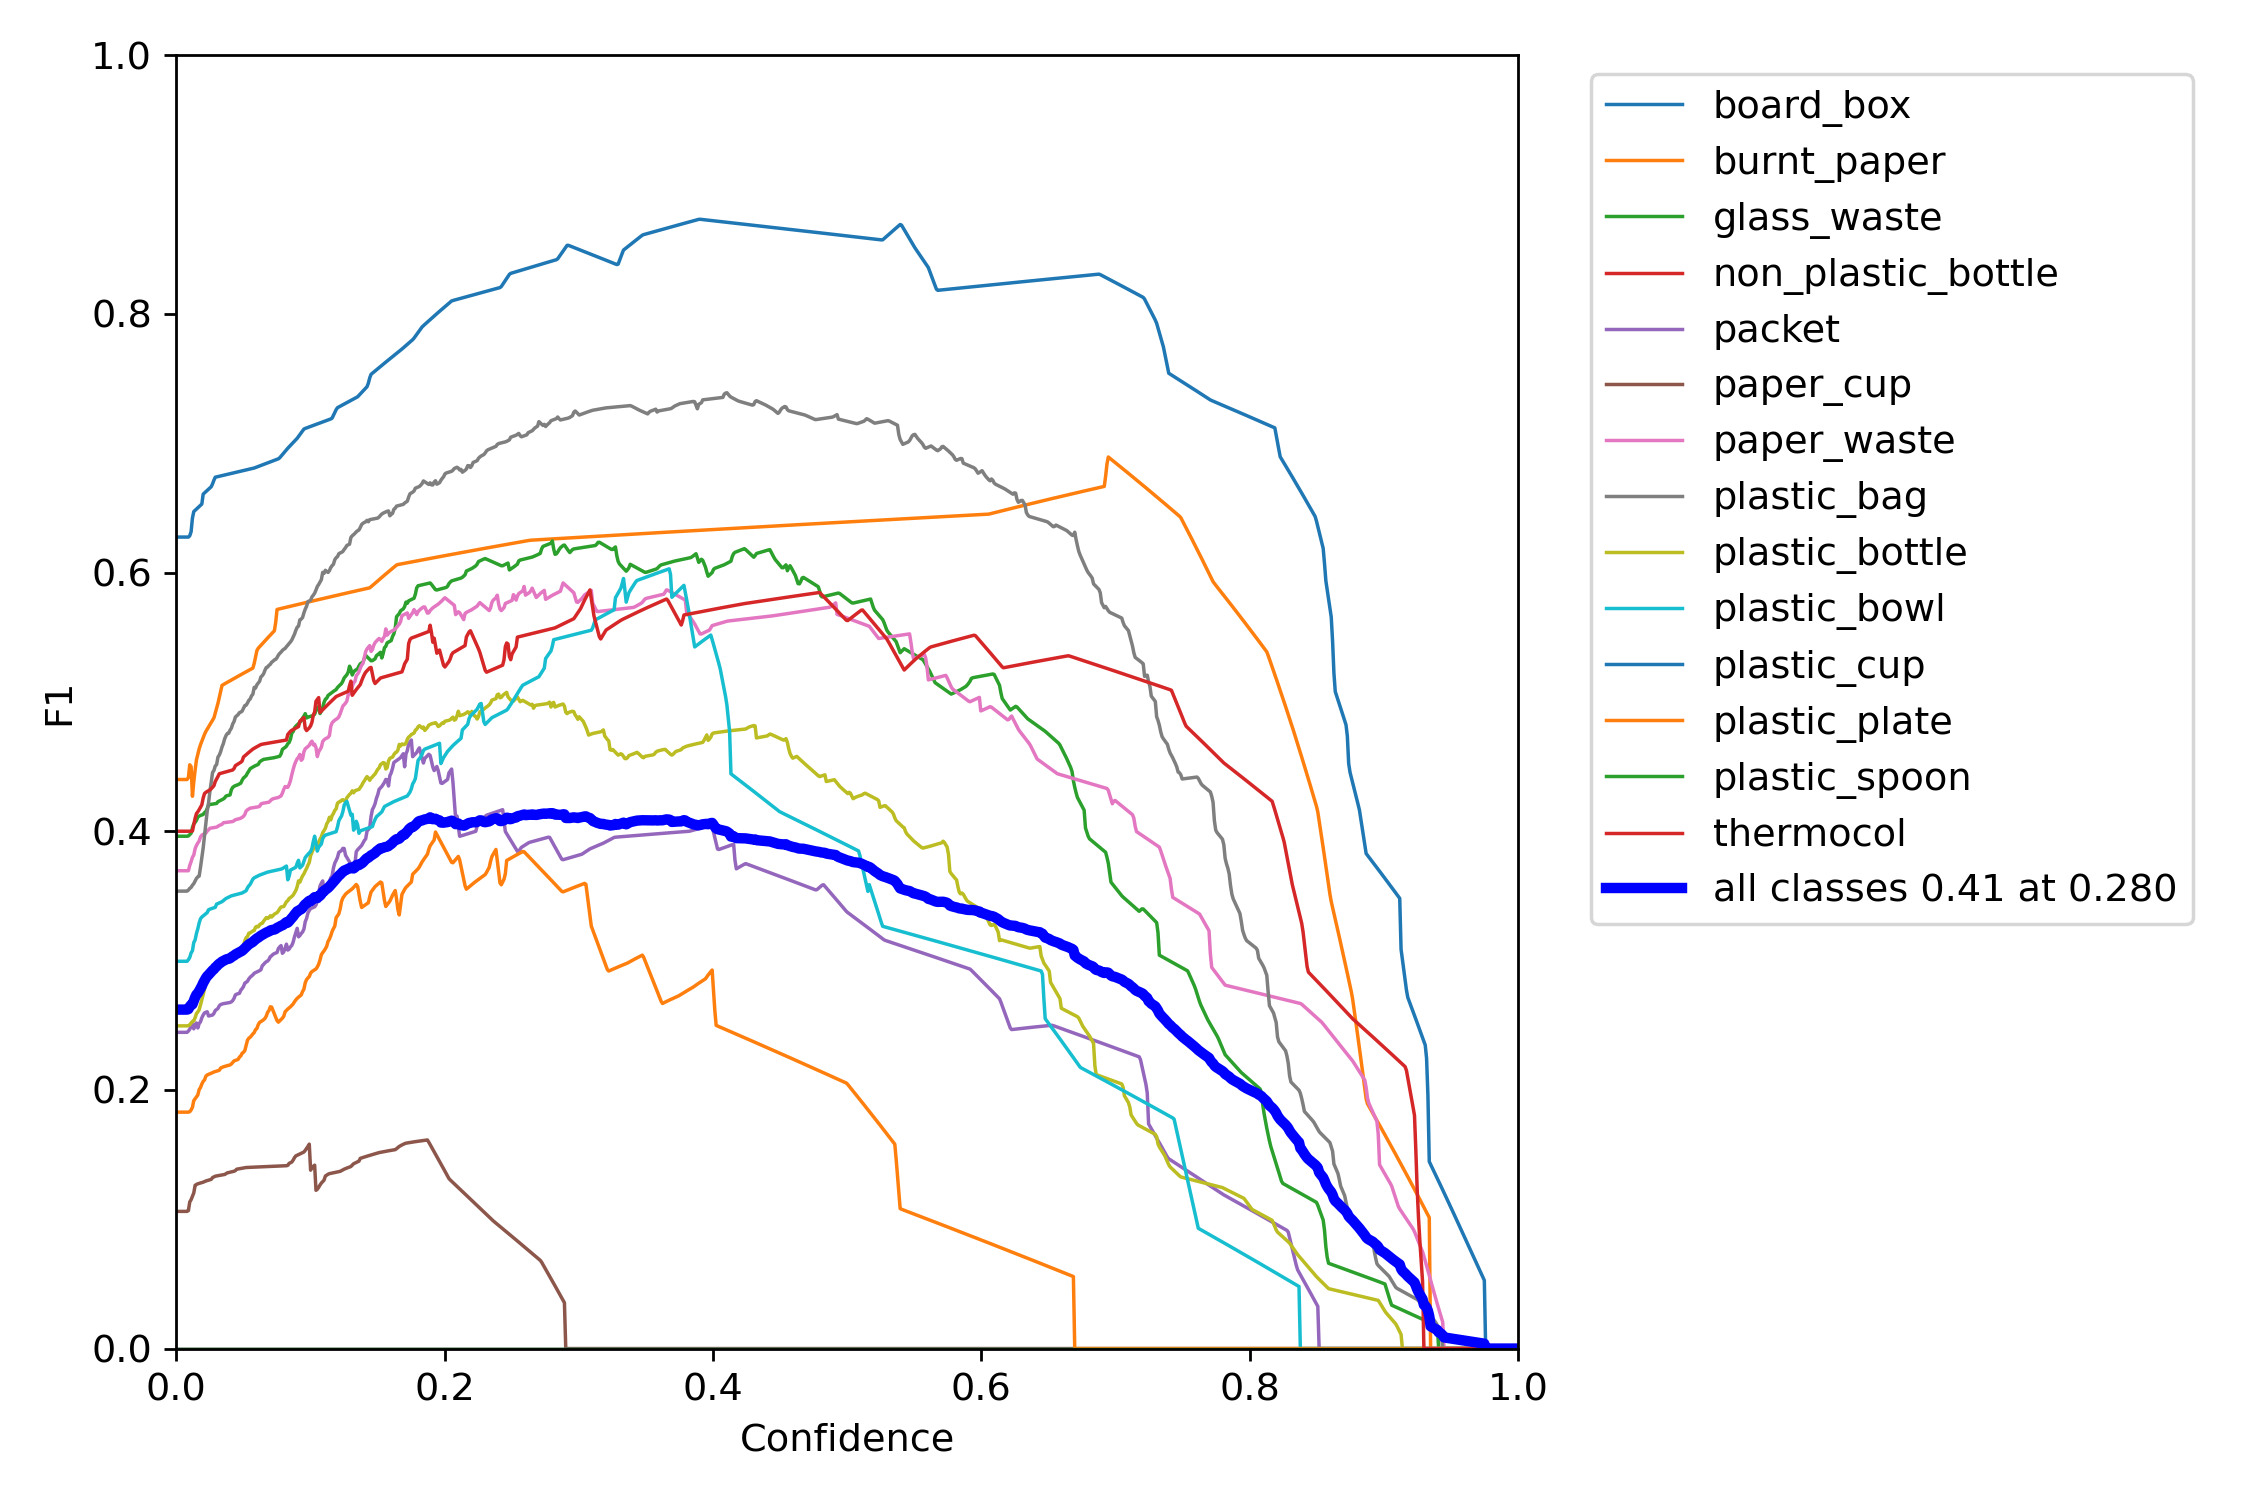 1.0
0.8
0.6
0.4
0.2
0.0
F1
0.0 0.2 0.4 0.6 0.8 1.0
Confidence
board_box
burnt_paper
glass_waste
non_plastic_bottle
packet
paper_cup
paper_waste
plastic_bag
plastic_bottle
plastic_bowl
plastic_cup
plastic_plate
plastic_spoon
thermocol
all classes 0.41 at 0.280